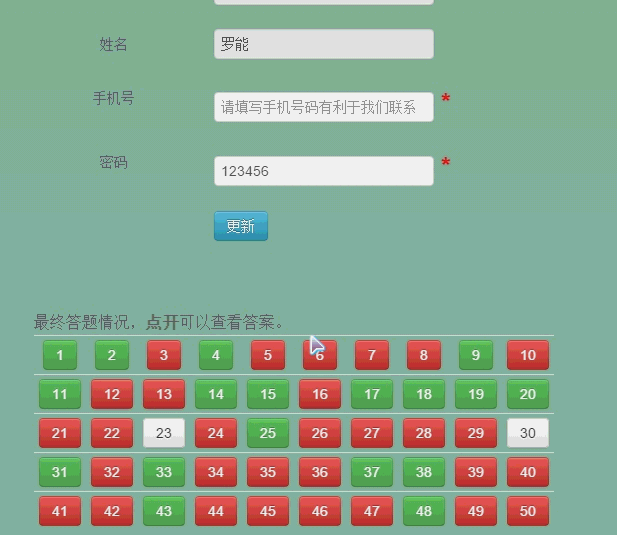 姓名 罗能
手机号 请填写手机号码有利于我们联系 *
密码 123456 *
更新
最终答题情况，点开可以查看答案。
1 2 3 4 5 6 7 8 9 10
11 12 13 14 15 16 17 18 19 20
21 22 23 24 25 26 27 28 29 30
31 32 33 34 35 36 37 38 39 40
41 42 43 44 45 46 47 48 49 50